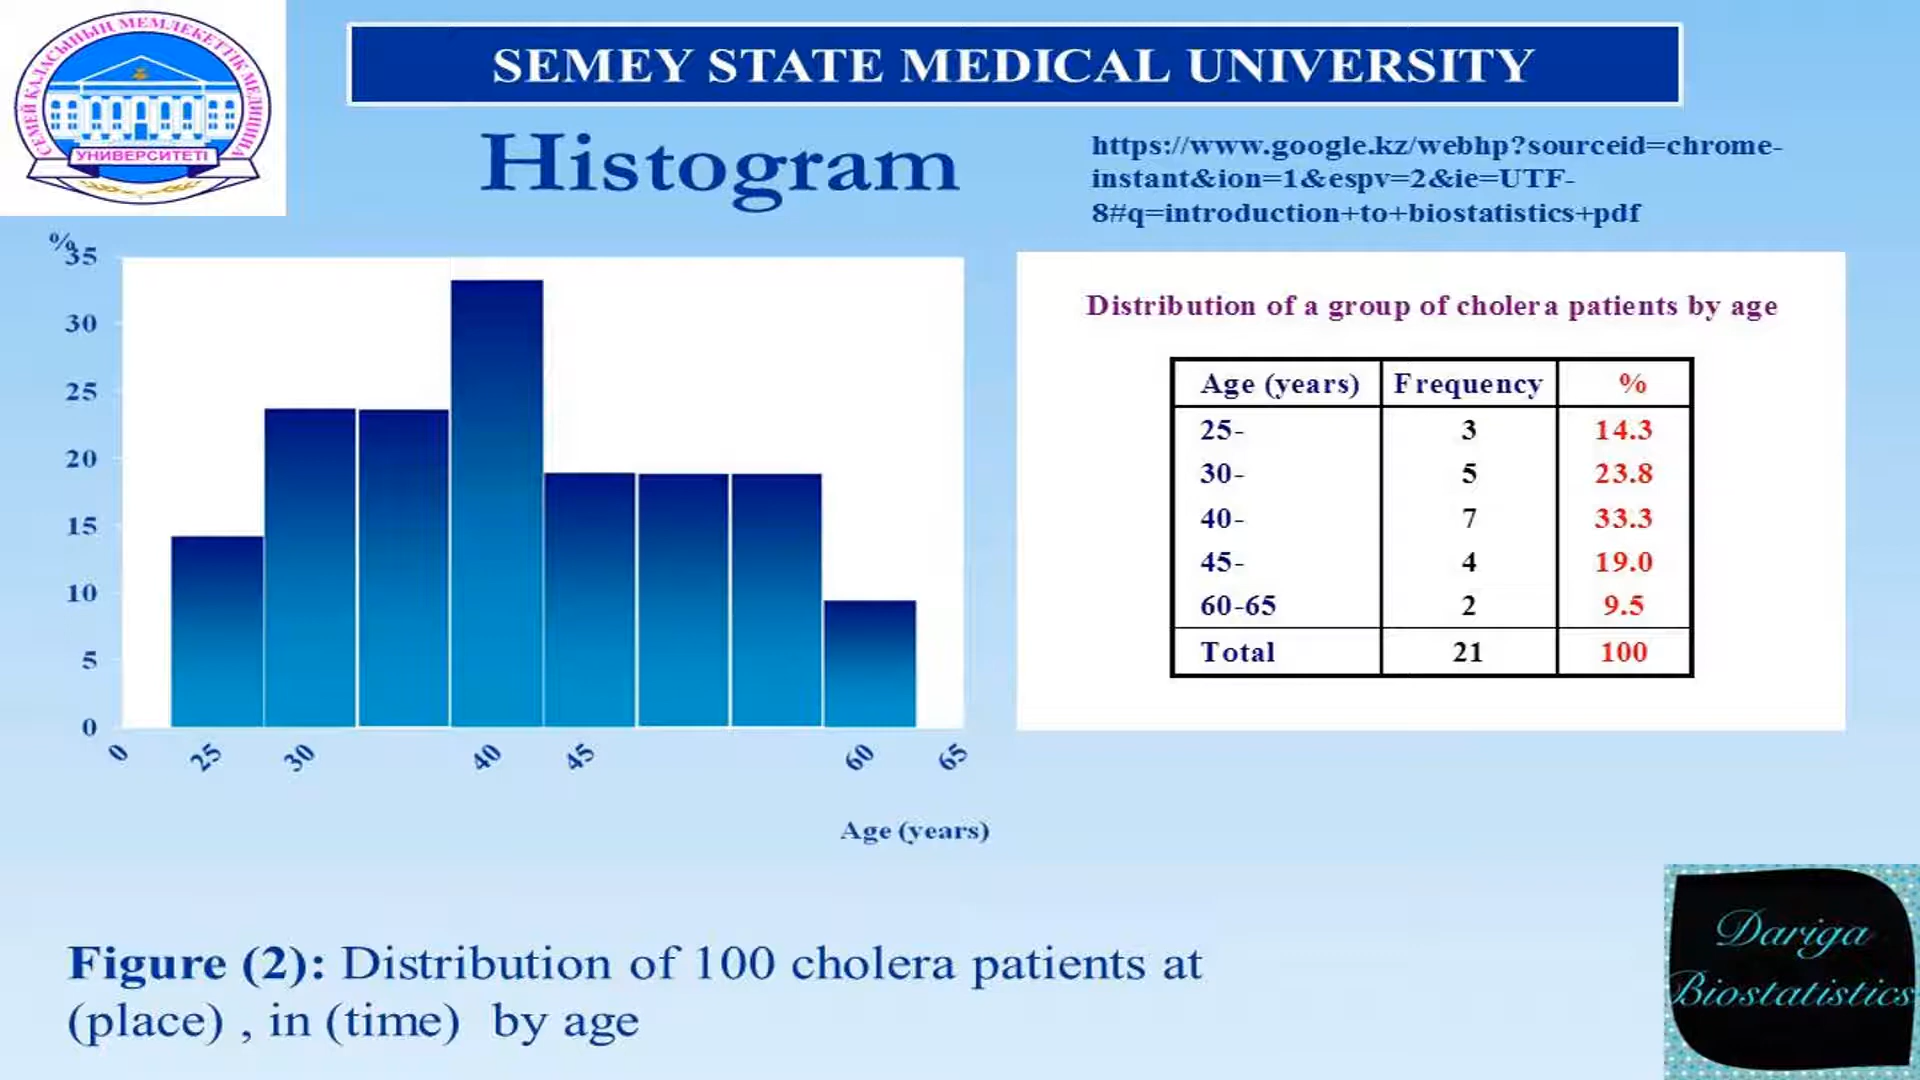 СЕМЕЙ ҚАЛАСЫНЫҢ МЕМЛЕКЕТТІК МЕДИЦИНА
УНИВЕРСИТЕТІ
SEMEY STATE MEDICAL UNIVERSITY
Histogram
https://www.google.kz/webhp?sourceid=chrome-
instant&ion=1&espv=2&ie=UTF-
8#q=introduction+to+biostatistics+pdf
%
35
30
25
20
15
10
5
0
0 25 30 40 45 60 65
Age (years)
Distribution of a group of cholera patients by age
Age (years) Frequency %
25- 3 14.3
30- 5 23.8
40- 7 33.3
45- 4 19.0
60-65 2 9.5
Total 21 100
Figure (2): Distribution of 100 cholera patients at
(place) , in (time) by age
Dariga
Biostatistics